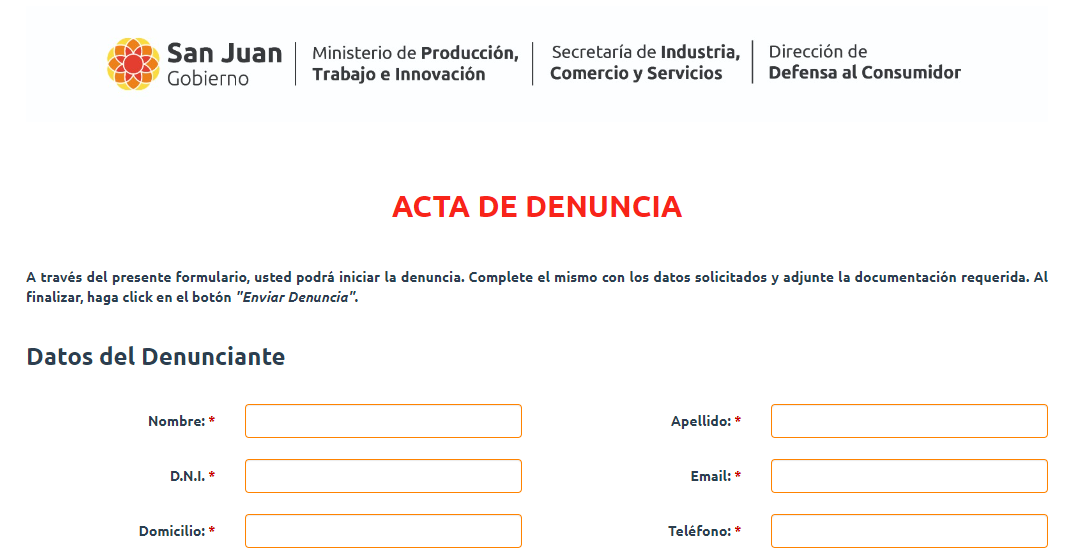 San Juan
Gobierno
Ministerio de Producción,
Trabajo e Innovación
Secretaría de Industria,
Comercio y Servicios
Dirección de
Defensa al Consumidor
ACTA DE DENUNCIA
A través del presente formulario, usted podrá iniciar la denuncia. Complete el mismo con los datos solicitados y adjunte la documentación requerida. Al
finalizar, haga click en el botón "Enviar Denuncia".
Datos del Denunciante
Nombre: *
Apellido: *
D.N.I. *
Email: *
Domicilio: *
Teléfono: *